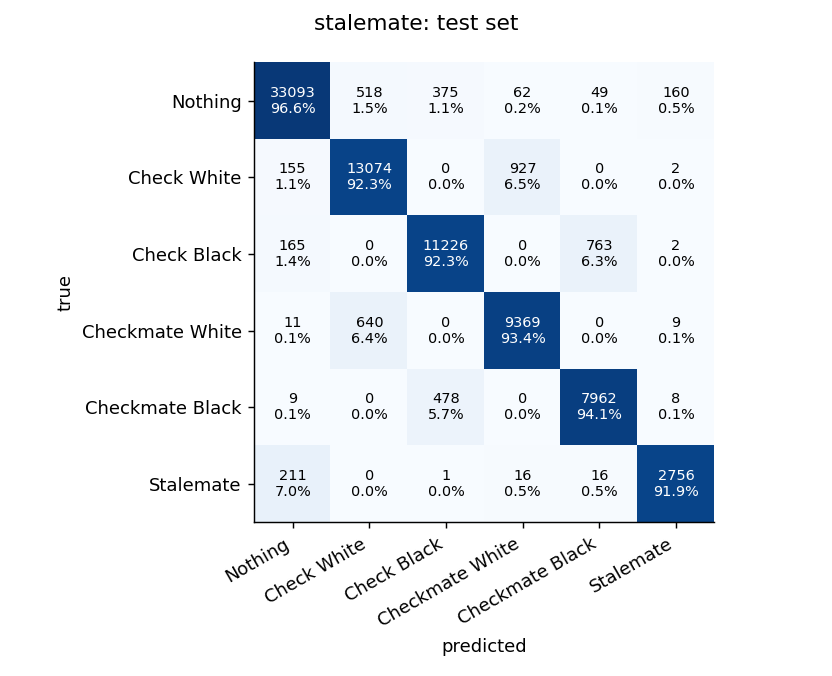 stalemate: test set
Nothing
33093 518 375 62 49 160
96.6% 1.5% 1.1% 0.2% 0.1% 0.5%
Check White
155 13074 0 927 0 2
1.1% 92.3% 0.0% 6.5% 0.0% 0.0%
Check Black
165 0 11226 0 763 2
1.4% 0.0% 92.3% 0.0% 6.3% 0.0%
true
Checkmate White
11 640 0 9369 0 9
0.1% 6.4% 0.0% 93.4% 0.0% 0.1%
Checkmate Black
9 0 478 0 7962 8
0.1% 0.0% 5.7% 0.0% 94.1% 0.1%
Stalemate
211 0 1 16 16 2756
7.0% 0.0% 0.0% 0.5% 0.5% 91.9%
Nothing
Check White
Check Black
Checkmate White
Checkmate Black
Stalemate
predicted